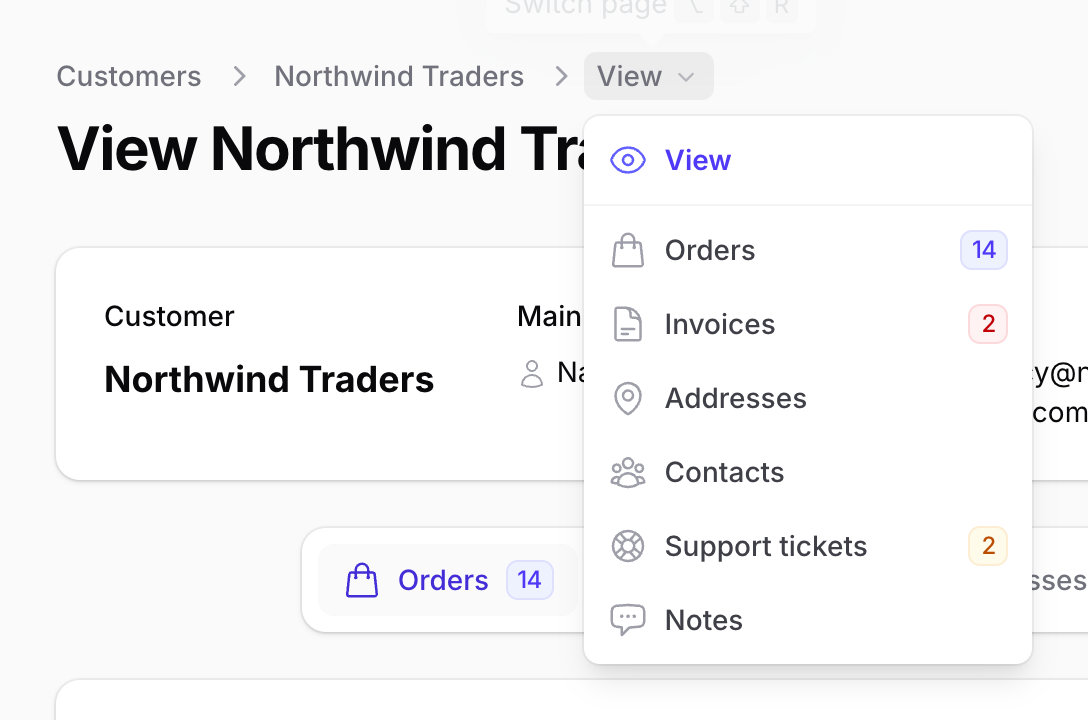 Switch page ⌥ ⇧ R
Customers > Northwind Traders > View
View Northwind Tra
View
Orders 14
Invoices 2
Addresses
Contacts
Support tickets 2
Notes
Customer
Northwind Traders
Main
Na
y@n
com
Orders 14
sses